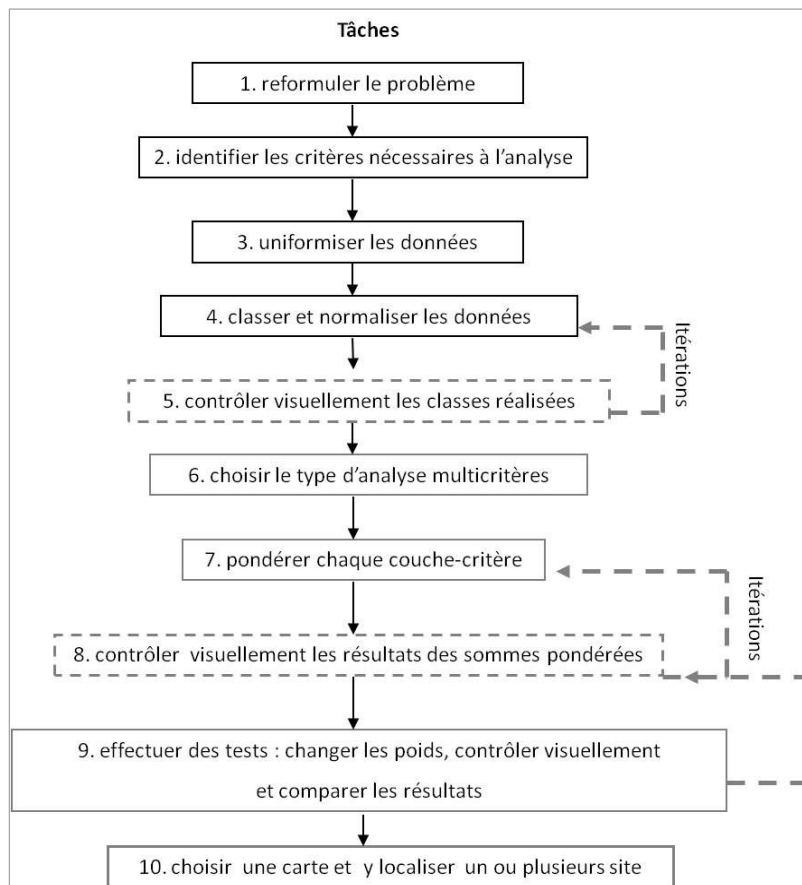 Tâches
1. reformuler le problème
2. identifier les critères nécessaires à l'analyse
3. uniformiser les données
4. classer et normaliser les données
Itérations
5. contrôler visuellement les classes réalisées
6. choisir le type d'analyse multicritères
7. pondérer chaque couche-critère
Itérations
8. contrôler visuellement les résultats des sommes pondérées
9. effectuer des tests : changer les poids, contrôler visuellement
et comparer les résultats
10. choisir une carte et y localiser un ou plusieurs site